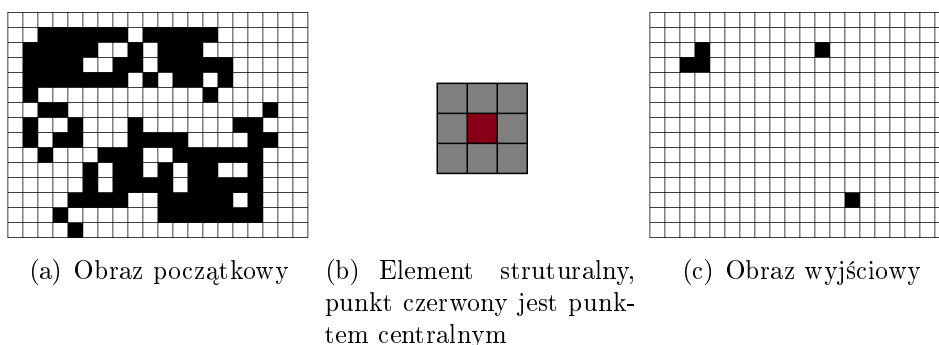 (a) Obraz początkowy
(b) Element struturalny,
punkt czerwony jest punk-
tem centralnym
(c) Obraz wyjściowy